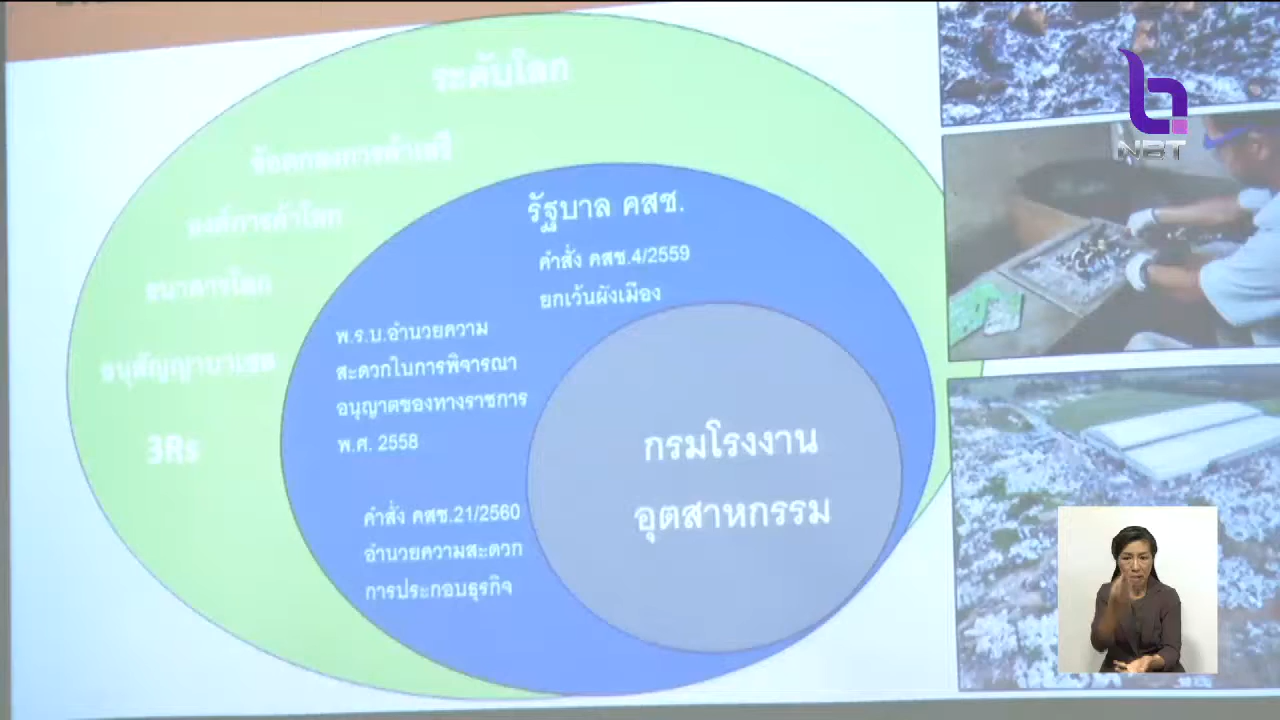 ระดับโลก
ข้อตกลงการค้าเสรี
องค์การค้าโลก
ธนาคารโลก
อนุสัญญาบาเซล
3Rs
รัฐบาล คสช.
คำสั่ง คสช.4/2559
ยกเว้นผังเมือง
พ.ร.บ.อำนวยความ
สะดวกในการพิจารณา
อนุญาตของทางราชการ
พ.ศ. 2558
คำสั่ง คสช.21/2560
อำนวยความสะดวก
การประกอบธุรกิจ
กรมโรงงาน
อุตสาหกรรม
NBT